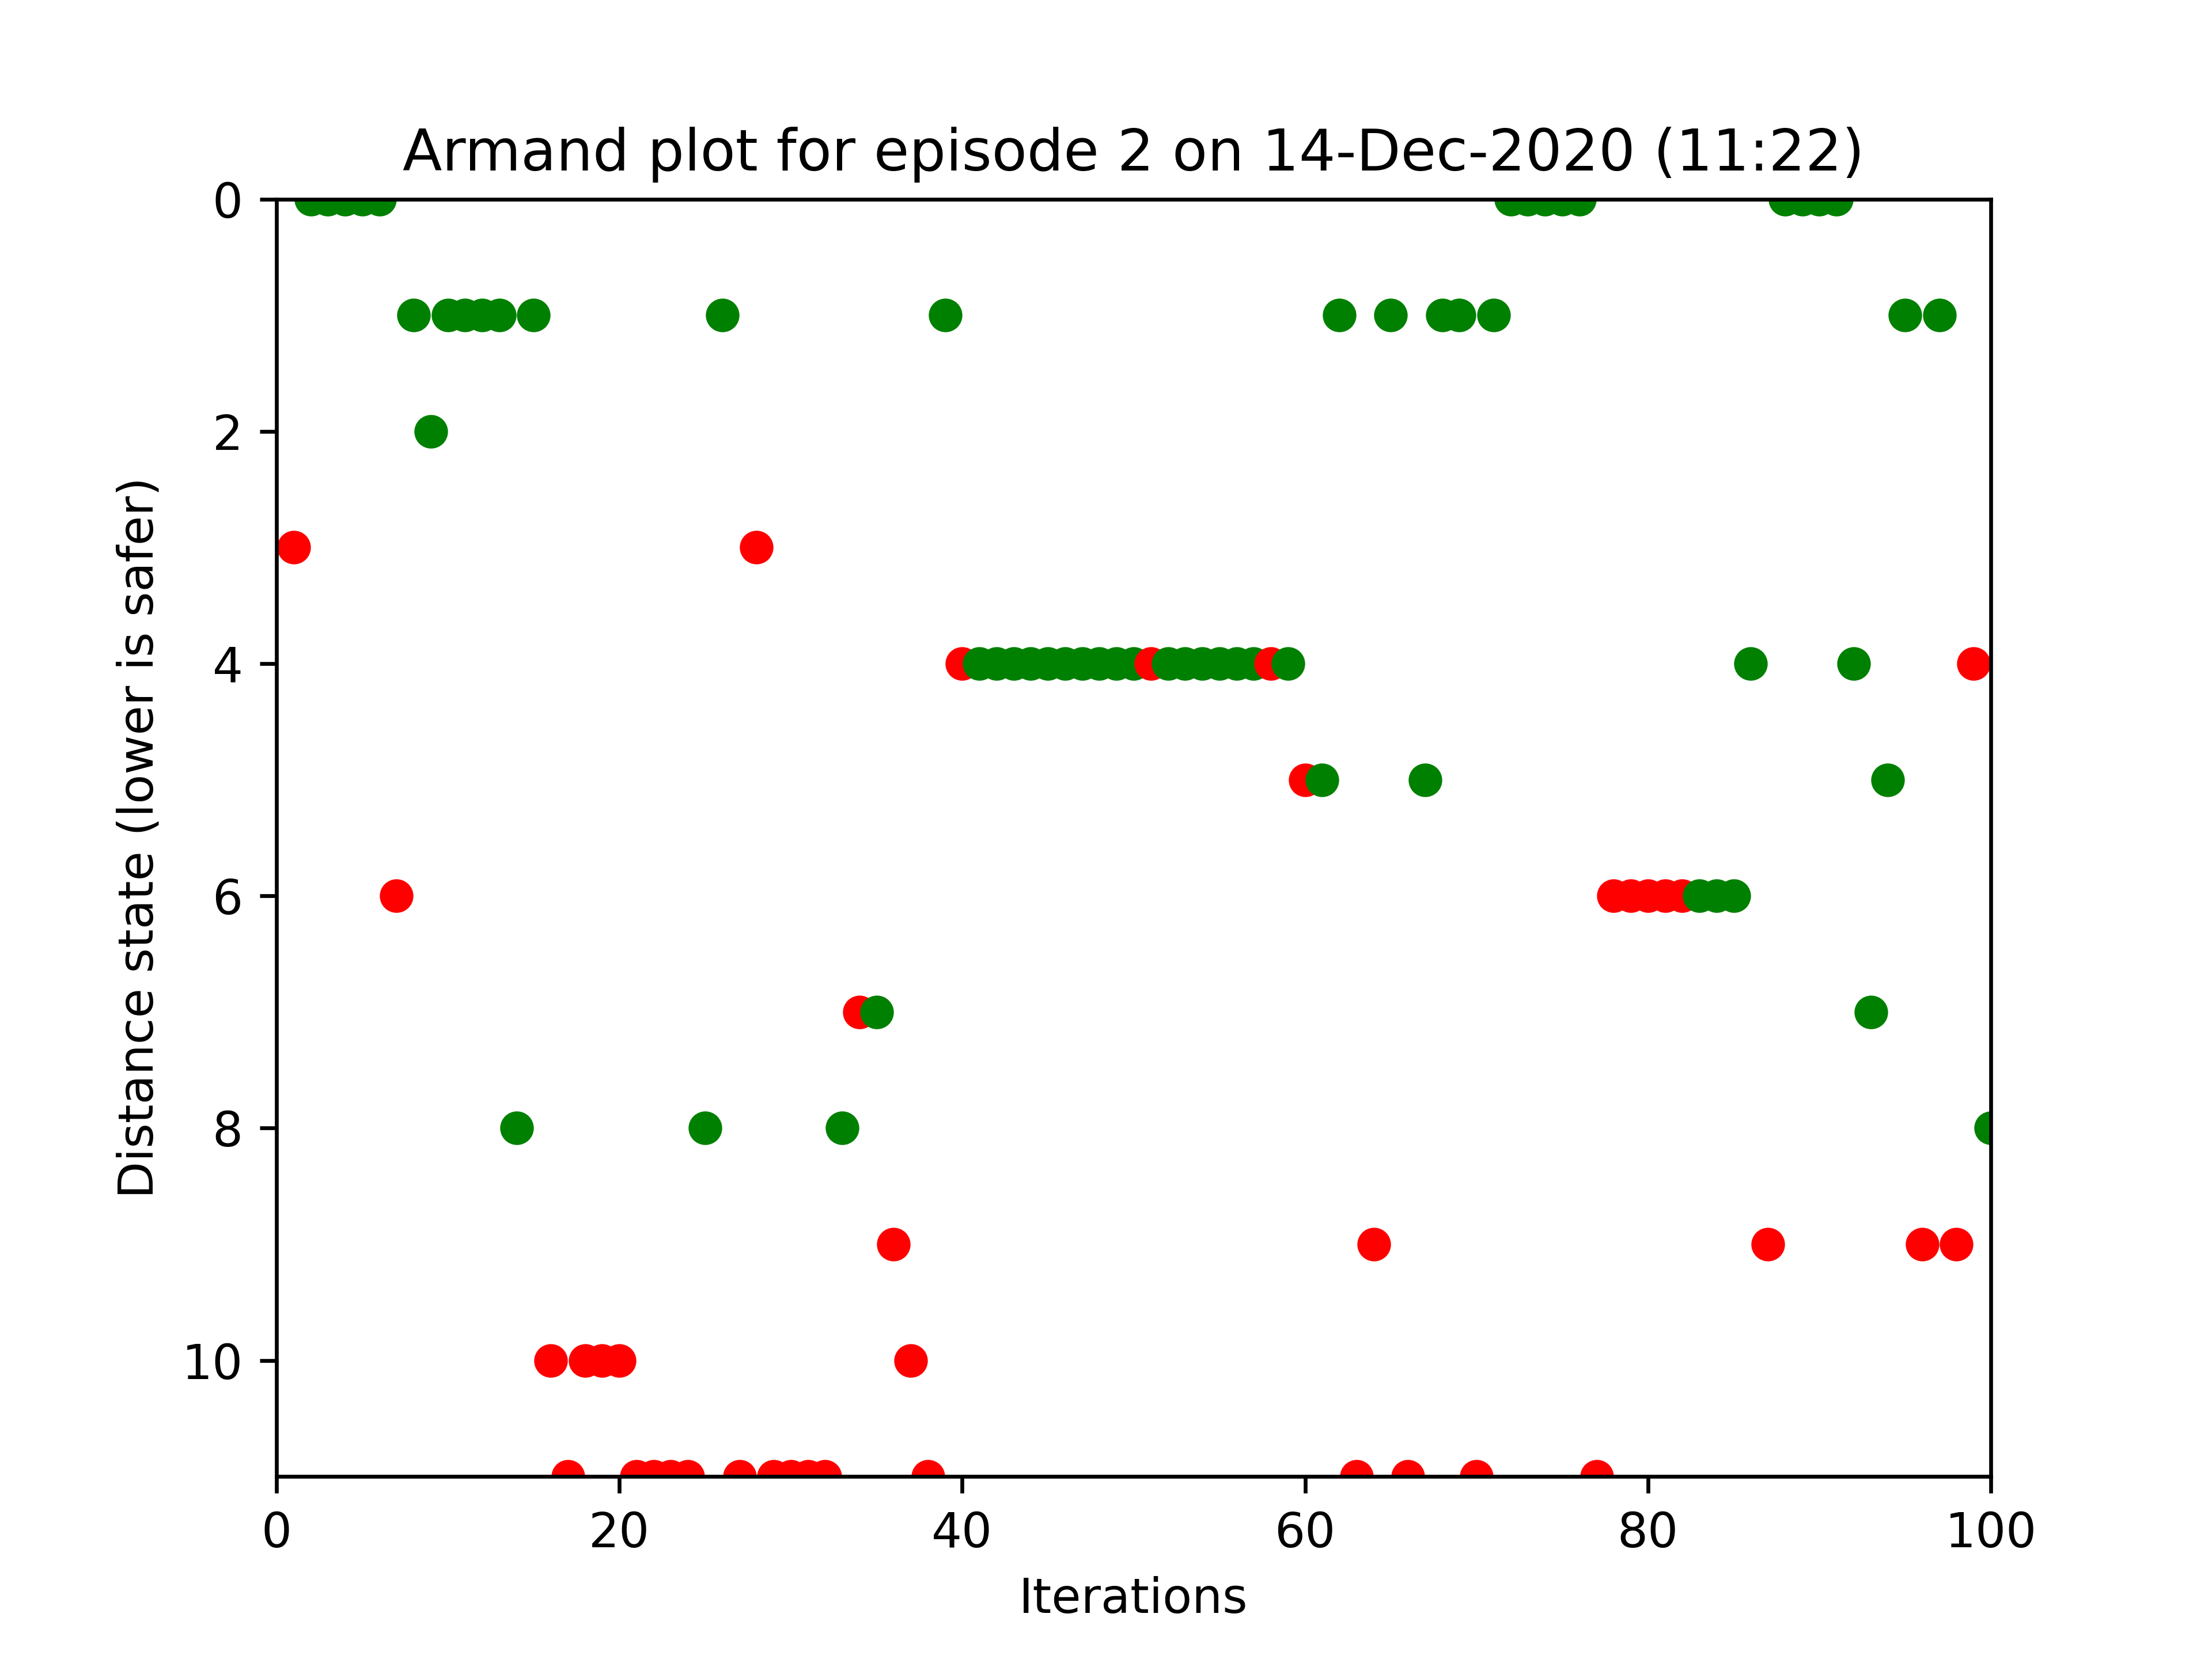 Armand plot for episode 2 on 14-Dec-2020 (11:22)
0
2
4
6
8
10
Distance state (lower is safer)
0 20 40 60 80 100
Iterations